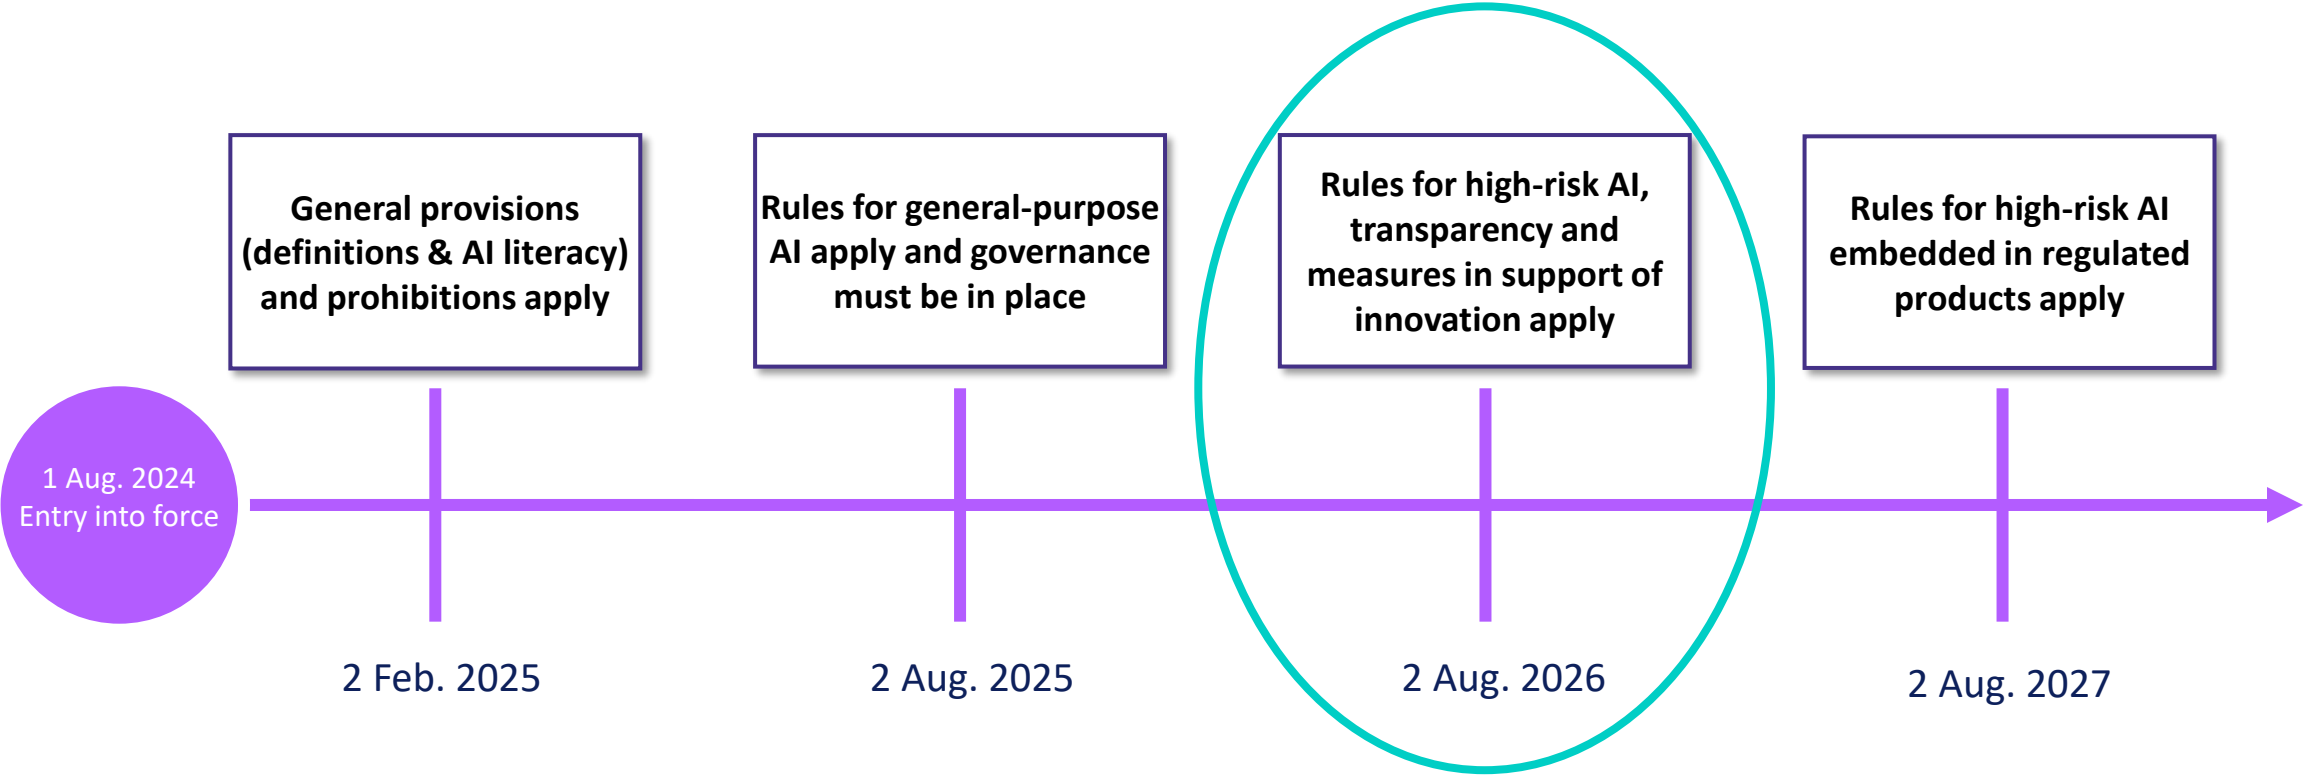 General provisions
(definitions & AI literacy)
and prohibitions apply
Rules for general-purpose
AI apply and governance
must be in place
Rules for high-risk AI,
transparency and
measures in support of
innovation apply
Rules for high-risk AI
embedded in regulated
products apply
1 Aug. 2024
Entry into force
2 Feb. 2025
2 Aug. 2025
2 Aug. 2026
2 Aug. 2027